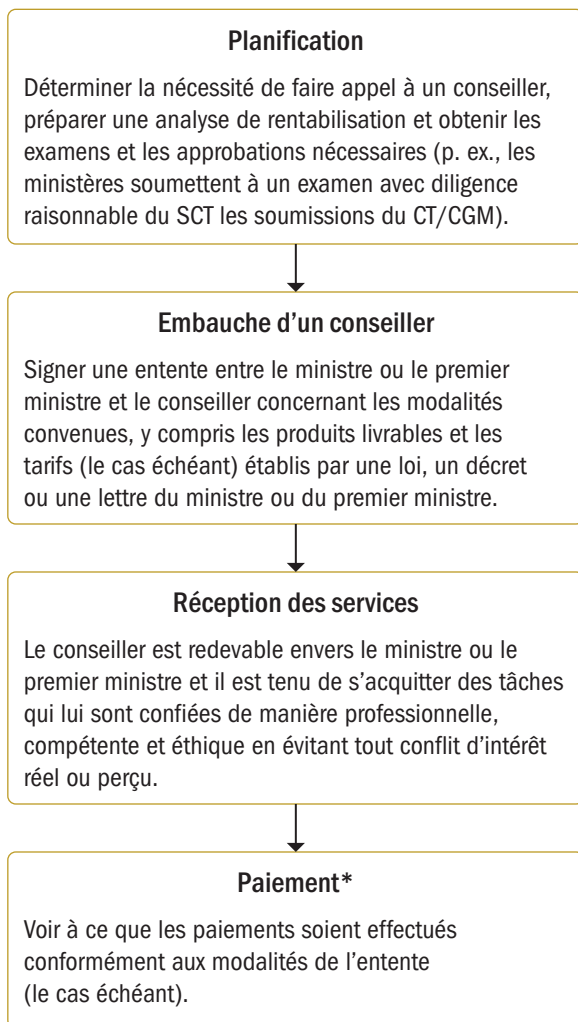 Planification
Déterminer la nécessité de faire appel à un conseiller,
préparer une analyse de rentabilisation et obtenir les
examens et les approbations nécessaires (p. ex., les
ministères soumettent à un examen avec diligence
raisonnable du SCT les soumissions du CT/CGM).
Embauche d’un conseiller
Signer une entente entre le ministre ou le premier
ministre et le conseiller concernant les modalités
convenues, y compris les produits livrables et les
tarifs (le cas échéant) établis par une loi, un décret
ou une lettre du ministre ou du premier ministre.
Réception des services
Le conseiller est redevable envers le ministre ou le
premier ministre et il est tenu de s’acquitter des tâches
qui lui sont confiées de manière professionnelle,
compétente et éthique en évitant tout conflit d’intérêt
réel ou perçu.
Paiement*
Voir à ce que les paiements soient effectués
conformément aux modalités de l’entente
(le cas échéant).